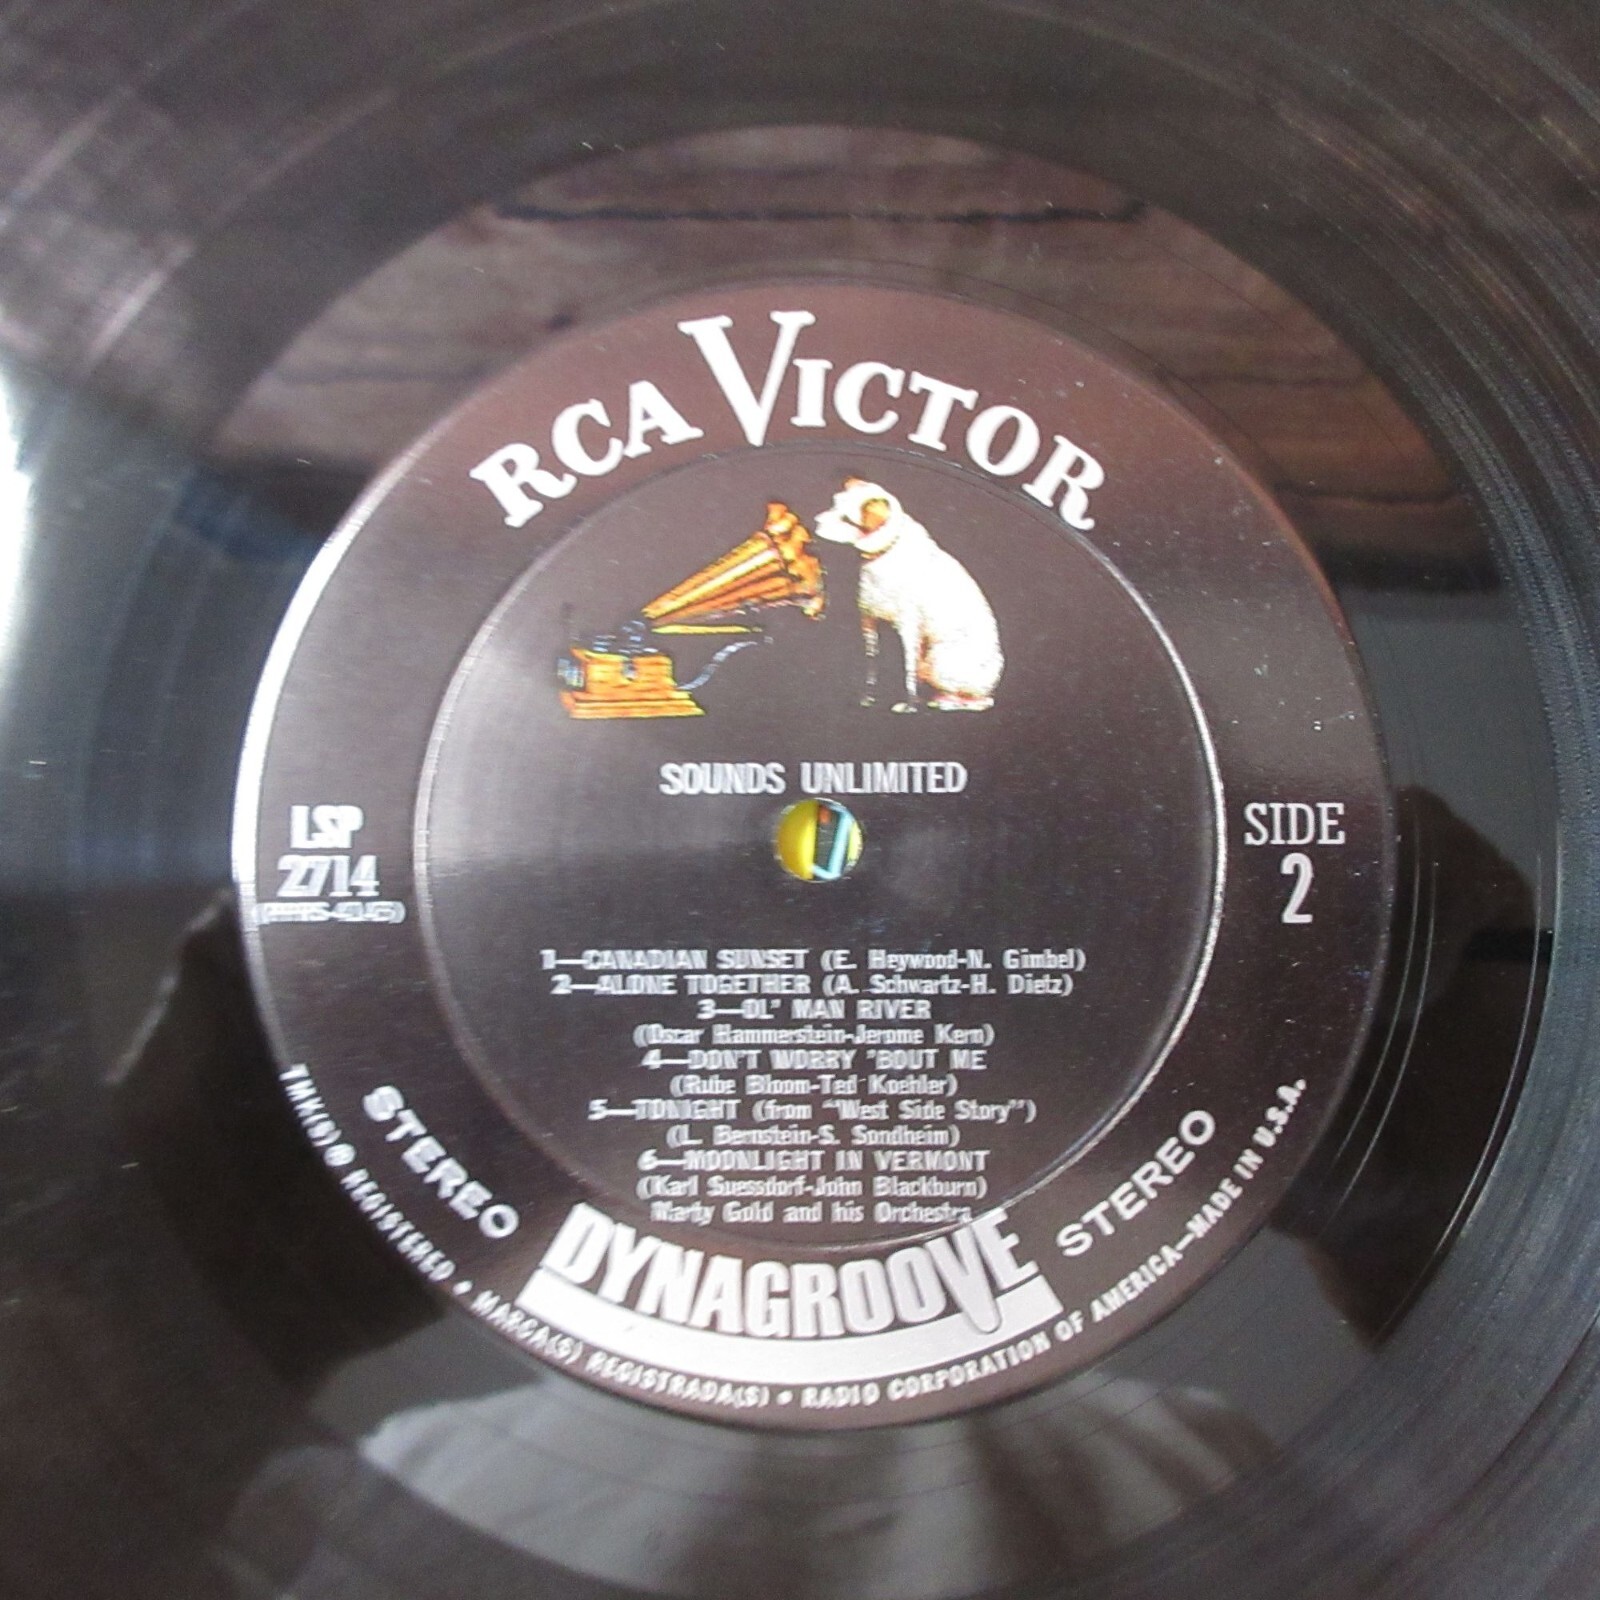 RCA VICTOR
SOUNDS UNLIMITED
LSP
2714
SIDE
2
1—CANADIAN SUNSET (E. Heywood-N. Gimbel)
2—ALONE TOGETHER (A. Schwartz-H. Dietz)
3—OL' MAN RIVER
(Oscar Hammerstein-Jerome Kern)
4—DON'T WORRY 'BOUT ME
(Rube Bloom-Ted Koehler)
5—TONIGHT (from "West Side Story")
(L. Bernstein-S. Sondheim)
6—MOONLIGHT IN VERMONT
(Karl Suessdorf-John Blackburn)
Marty Gold and his Orchestra
STEREO
DYNAGROOVE
STEREO
TMK(S) ® REGISTERED • MARCA(S) REGISTRADA(S) • RADIO CORPORATION OF AMERICA—MADE IN U.S.A.